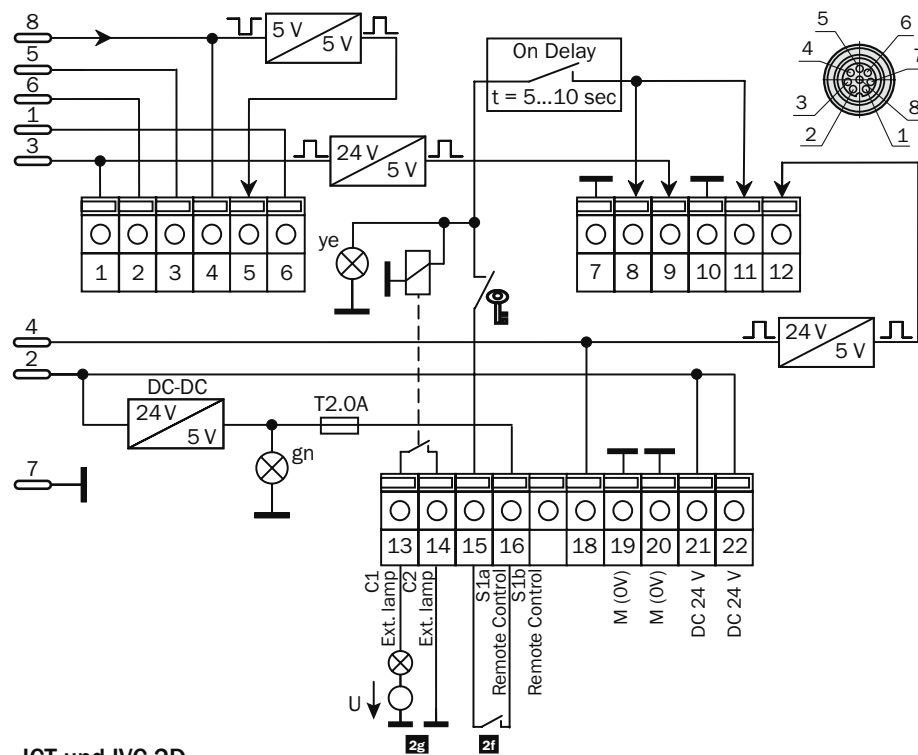 8
5
6
1
3
5 V
5 V
On Delay
t = 5...10 sec
5
4
6
7
3
8
2
1
24 V
5 V
ye
1 2 3 4 5 6
7 8 9 10 11 12
4
2
24 V
5 V
DC-DC
24 V
5 V
T2.0A
gn
7
13 14 15 16 18 19 20 21 22
C1
Ext. lamp
C2
Ext. lamp
S1a
Remote Control
S1b
Remote Control
M (0V)
M (0V)
DC 24 V
DC 24 V
U
2g
2f